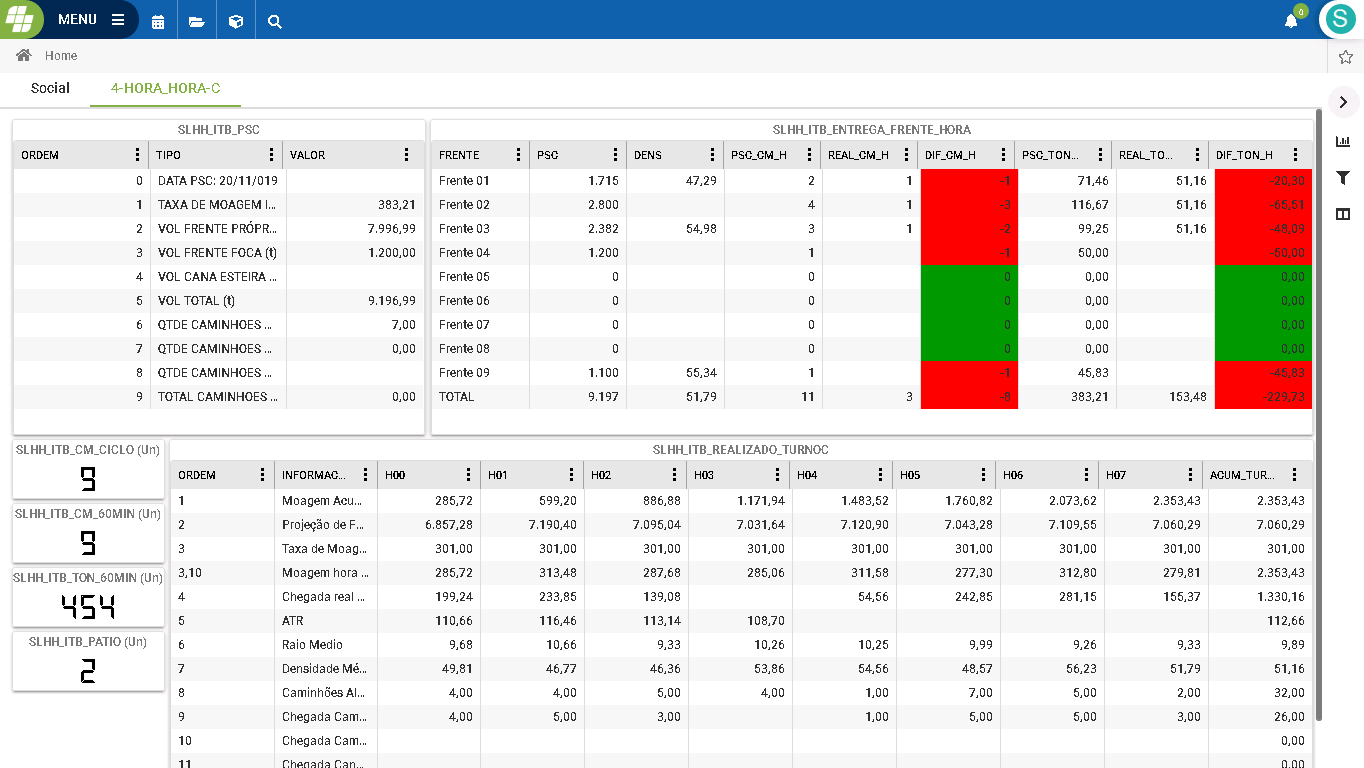 MENU
0
S
Home
Social 4-HORA_HORA-C
SLHH_ITB_PSC
ORDEM TIPO VALOR
0 DATA PSC: 20/11/019
1 TAXA DE MOAGEM I... 383,21
2 VOL FRENTE PRÓPR... 7.996,99
3 VOL FRENTE FOCA (t) 1.200,00
4 VOL CANA ESTEIRA ...
5 VOL TOTAL (t) 9.196,99
6 QTDE CAMINHOES ... 7,00
7 QTDE CAMINHOES ... 0,00
8 QTDE CAMINHOES ...
9 TOTAL CAMINHOES ... 0,00
SLHH_ITB_ENTREGA_FRENTE_HORA
FRENTE PSC DENS PSC_CM_H REAL_CM_H DIF_CM_H PSC_TON... REAL_TO... DIF_TON_H
Frente 01 1.715 47,29 2 1 -1 71,46 51,16 -20,30
Frente 02 2.800 4 1 -3 116,67 51,16 -65,51
Frente 03 2.382 54,98 3 1 -2 99,25 51,16 -48,09
Frente 04 1.200 1 -1 50,00 -50,00
Frente 05 0 0 0 0,00 0,00
Frente 06 0 0 0 0,00 0,00
Frente 07 0 0 0 0,00 0,00
Frente 08 0 0 0 0,00 0,00
Frente 09 1.100 55,34 1 -1 45,83 -45,83
TOTAL 9.197 51,79 11 3 -8 383,21 153,48 -229,73
SLHH_ITB_CM_CICLO (Un)
9
SLHH_ITB_CM_60MIN (Un)
9
SLHH_ITB_TON_60MIN (Un)
454
SLHH_ITB_PATIO (Un)
2
SLHH_ITB_REALIZADO_TURNOC
ORDEM INFORMAC... H00 H01 H02 H03 H04 H05 H06 H07 ACUM_TUR...
1 Moagem Acu... 285,72 599,20 886,88 1.171,94 1.483,52 1.760,82 2.073,62 2.353,43 2.353,43
2 Projeção de F... 6.857,28 7.190,40 7.095,04 7.031,64 7.120,90 7.043,28 7.109,55 7.060,29 7.060,29
3 Taxa de Moag... 301,00 301,00 301,00 301,00 301,00 301,00 301,00 301,00 301,00
3,10 Moagem hora ... 285,72 313,48 287,68 285,06 311,58 277,30 312,80 279,81 2.353,43
4 Chegada real ... 199,24 233,85 139,08 54,56 242,85 281,15 155,37 1.330,16
5 ATR 110,66 116,46 113,14 108,70 112,66
6 Raio Medio 9,68 10,66 9,33 10,26 10,25 9,99 9,26 9,33 9,89
7 Densidade Mé... 49,81 46,77 46,36 53,86 54,56 48,57 56,23 51,79 51,16
8 Caminhões Al... 4,00 4,00 5,00 4,00 1,00 7,00 5,00 2,00 32,00
9 Chegada Cam... 4,00 5,00 3,00 1,00 5,00 5,00 3,00 26,00
10 Chegada Cam... 0,00
11 Chegada Cam... 0,00